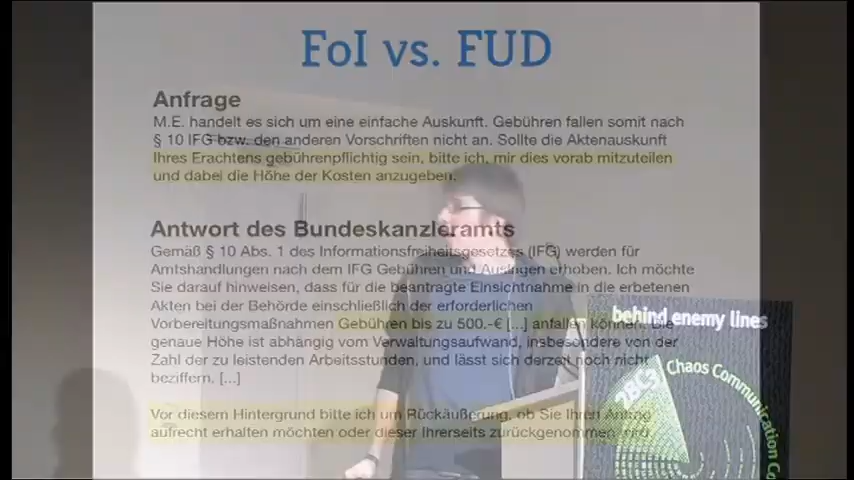 FoI vs. FUD
Anfrage
M.E. handelt es sich um eine einfache Auskunft. Gebühren fallen somit nach
§ 10 IFG bzw. den anderen Vorschriften nicht an. Sollte die Aktenauskunft
Ihres Erachtens gebührenpflichtig sein, bitte ich, mir dies vorab mitzuteilen
und dabei die Höhe der Kosten anzugeben.
Antwort des Bundeskanzleramts
Gemäß § 10 Abs. 1 des Informationsfreiheitsgesetzes (IFG) werden für
Amtshandlungen nach dem IFG Gebühren und Auslagen erhoben. Ich möchte
Sie darauf hinweisen, dass für die beantragte Einsichtnahme in die erbetenen
Akten bei der Behörde einschließlich der erforderlichen
Vorbereitungsmaßnahmen Gebühren bis zu 500.-€ [...] anfallen können. Die
genaue Höhe ist abhängig vom Verwaltungsaufwand, insbesondere von der
Zahl der zu leistenden Arbeitsstunden, und lässt sich derzeit noch nicht
beziffern. [...]
Vor diesem Hintergrund bitte ich um Rückäußerung, ob Sie Ihren Antrag
aufrecht erhalten möchten oder dieser Ihrerseits zurückgenommen wird.
behind enemy lines
28C3
Chaos Communication